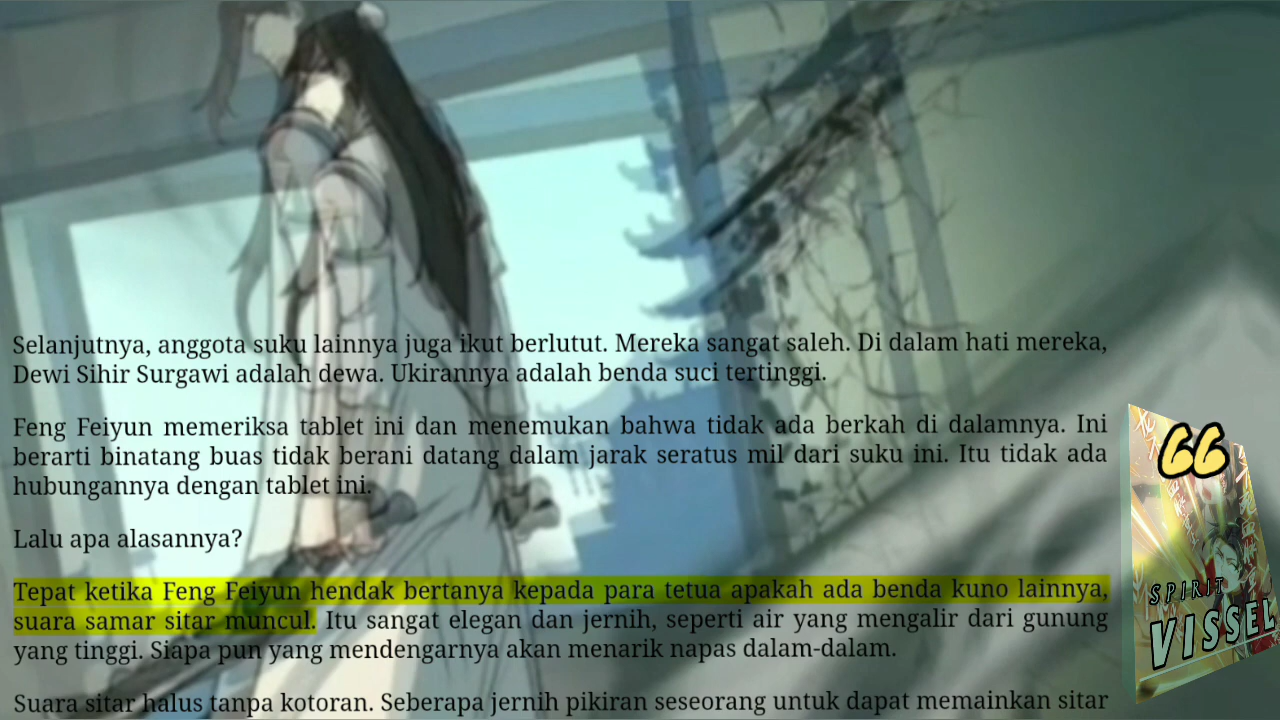 Selanjutnya, anggota suku lainnya juga ikut berlutut. Mereka sangat saleh. Di dalam hati mereka,
Dewi Sihir Surgawi adalah dewa. Ukirannya adalah benda suci tertinggi.
Feng Feiyun memeriksa tablet ini dan menemukan bahwa tidak ada berkah di dalamnya. Ini
berarti binatang buas tidak berani datang dalam jarak seratus mil dari suku ini. Itu tidak ada
hubungannya dengan tablet ini.
Lalu apa alasannya?
Tepat ketika Feng Feiyun hendak bertanya kepada para tetua apakah ada benda kuno lainnya,
suara samar sitar muncul. Itu sangat elegan dan jernih, seperti air yang mengalir dari gunung
yang tinggi. Siapa pun yang mendengarnya akan menarik napas dalam-dalam.
Suara sitar halus tanpa kotoran. Seberapa jernih pikiran seseorang untuk dapat memainkan sitar
66
SPIRIT
VISSEL